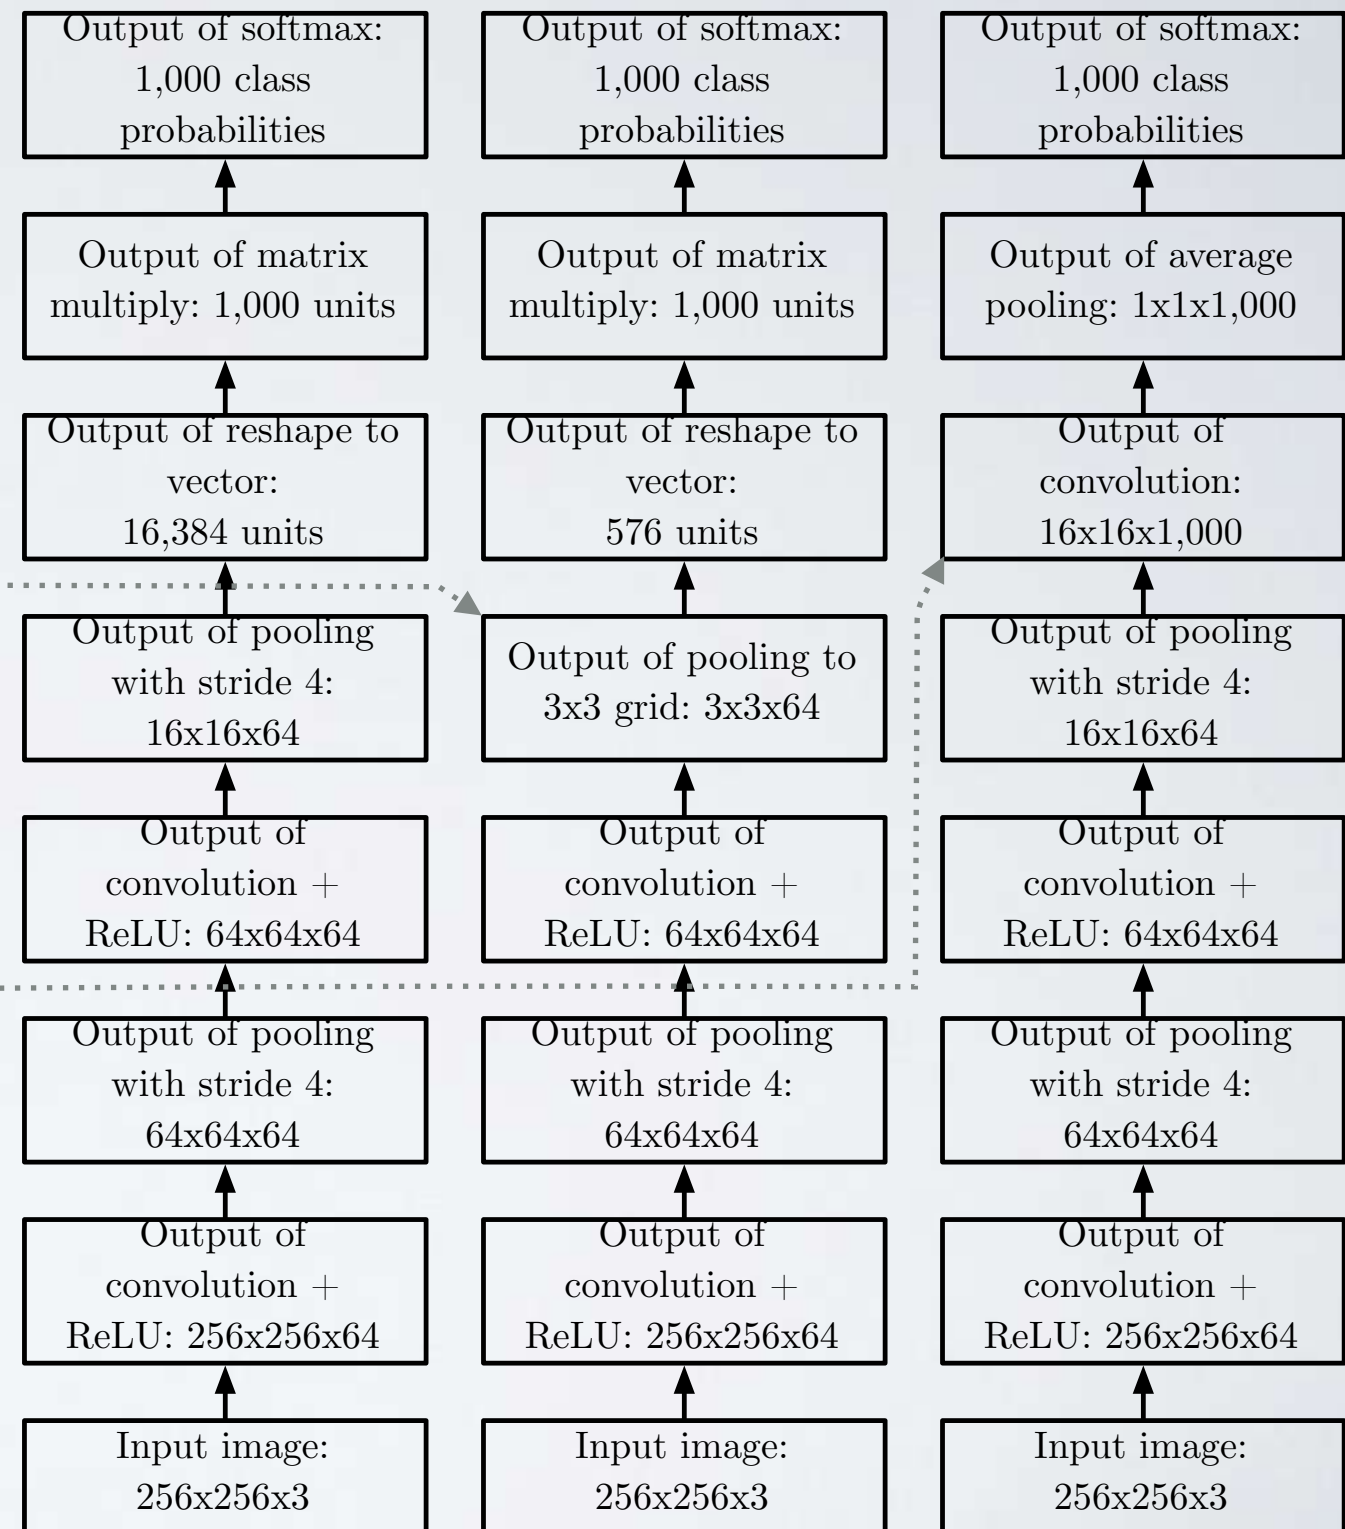 Output of softmax:
1,000 class
probabilities
Output of matrix
multiply: 1,000 units
Output of reshape to
vector:
16,384 units
Output of pooling
with stride 4:
16x16x64
Output of
convolution +
ReLU: 64x64x64
Output of pooling
with stride 4:
64x64x64
Output of
convolution +
ReLU: 256x256x64
Input image:
256x256x3
Output of softmax:
1,000 class
probabilities
Output of matrix
multiply: 1,000 units
Output of reshape to
vector:
576 units
Output of pooling to
3x3 grid: 3x3x64
Output of
convolution +
ReLU: 64x64x64
Output of pooling
with stride 4:
64x64x64
Output of
convolution +
ReLU: 256x256x64
Input image:
256x256x3
Output of softmax:
1,000 class
probabilities
Output of average
pooling: 1x1x1,000
Output of
convolution:
16x16x1,000
Output of pooling
with stride 4:
16x16x64
Output of
convolution +
ReLU: 64x64x64
Output of pooling
with stride 4:
64x64x64
Output of
convolution +
ReLU: 256x256x64
Input image:
256x256x3